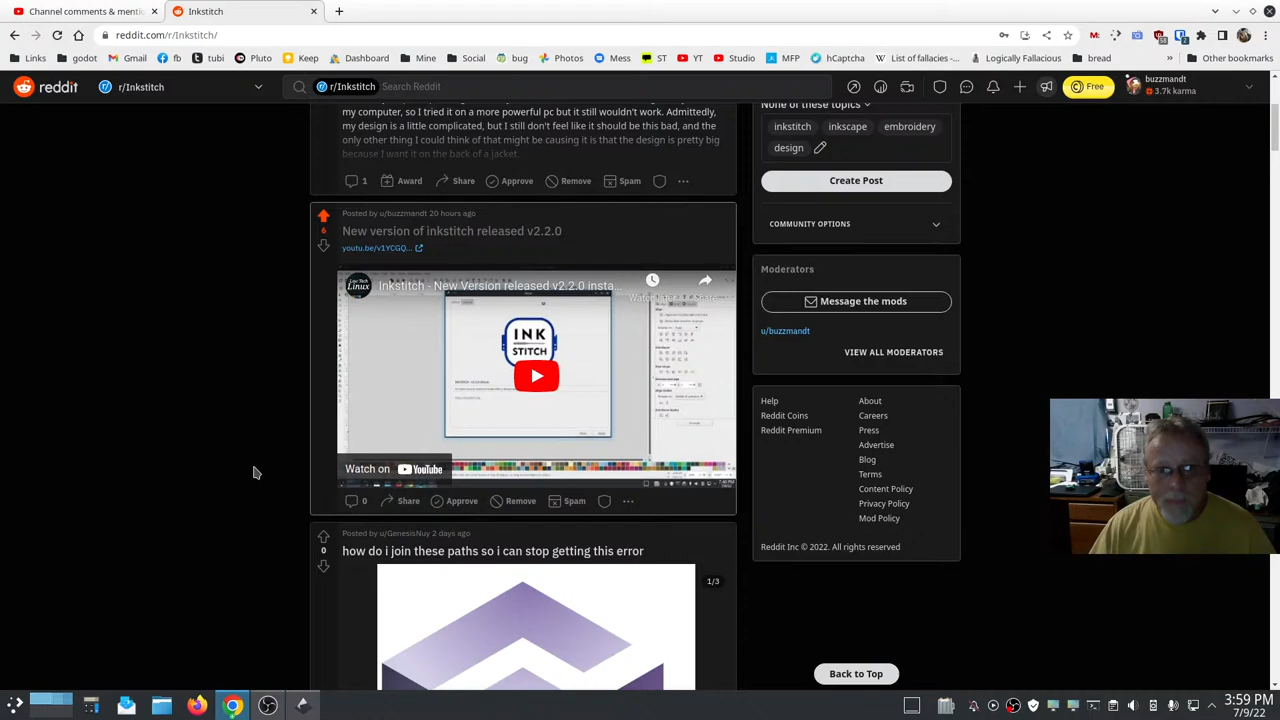 Channel comments & mention
Inkstitch
reddit.com/r/Inkstitch/
Links godot Gmail fb tubi Pluto Keep Dashboard Mine Social bug Photos Mess ST YT Studio MFP hCaptcha List of fallacies -... Logically Fallacious bread » Other bookmarks
reddit r/Inkstitch r/Inkstitch Search Reddit Free buzzmandt
3.7k karma
my computer, so I tried it on a more powerful pc but it still wouldn't work. Admittedly,
my design is a little complicated, but I still don't feel like it should be this bad, and the
only other thing I could think of that might be causing it is that the design is pretty big
because I want it on the back of a jacket.
1 Award Share Approve Remove Spam
Posted by u/buzzmandt 20 hours ago
6
New version of inkstitch released v2.2.0
youtu.be/v1YCGQ...
Inkstitch - New Version released v2.2.0 insta...
INK
STITCH
Watch on YouTube
0 Share Approve Remove Spam
Posted by u/GenesisNuy 2 days ago
0
how do i join these paths so i can stop getting this error
1/3
None of these topics
inkstitch inkscape embroidery
design
Create Post
COMMUNITY OPTIONS
Moderators
Message the mods
u/buzzmandt
VIEW ALL MODERATORS
Help About
Reddit Coins Careers
Reddit Premium Press
Advertise
Blog
Terms
Content Policy
Privacy Policy
Mod Policy
Reddit Inc © 2022. All rights reserved
Back to Top
3:59 PM
7/9/22